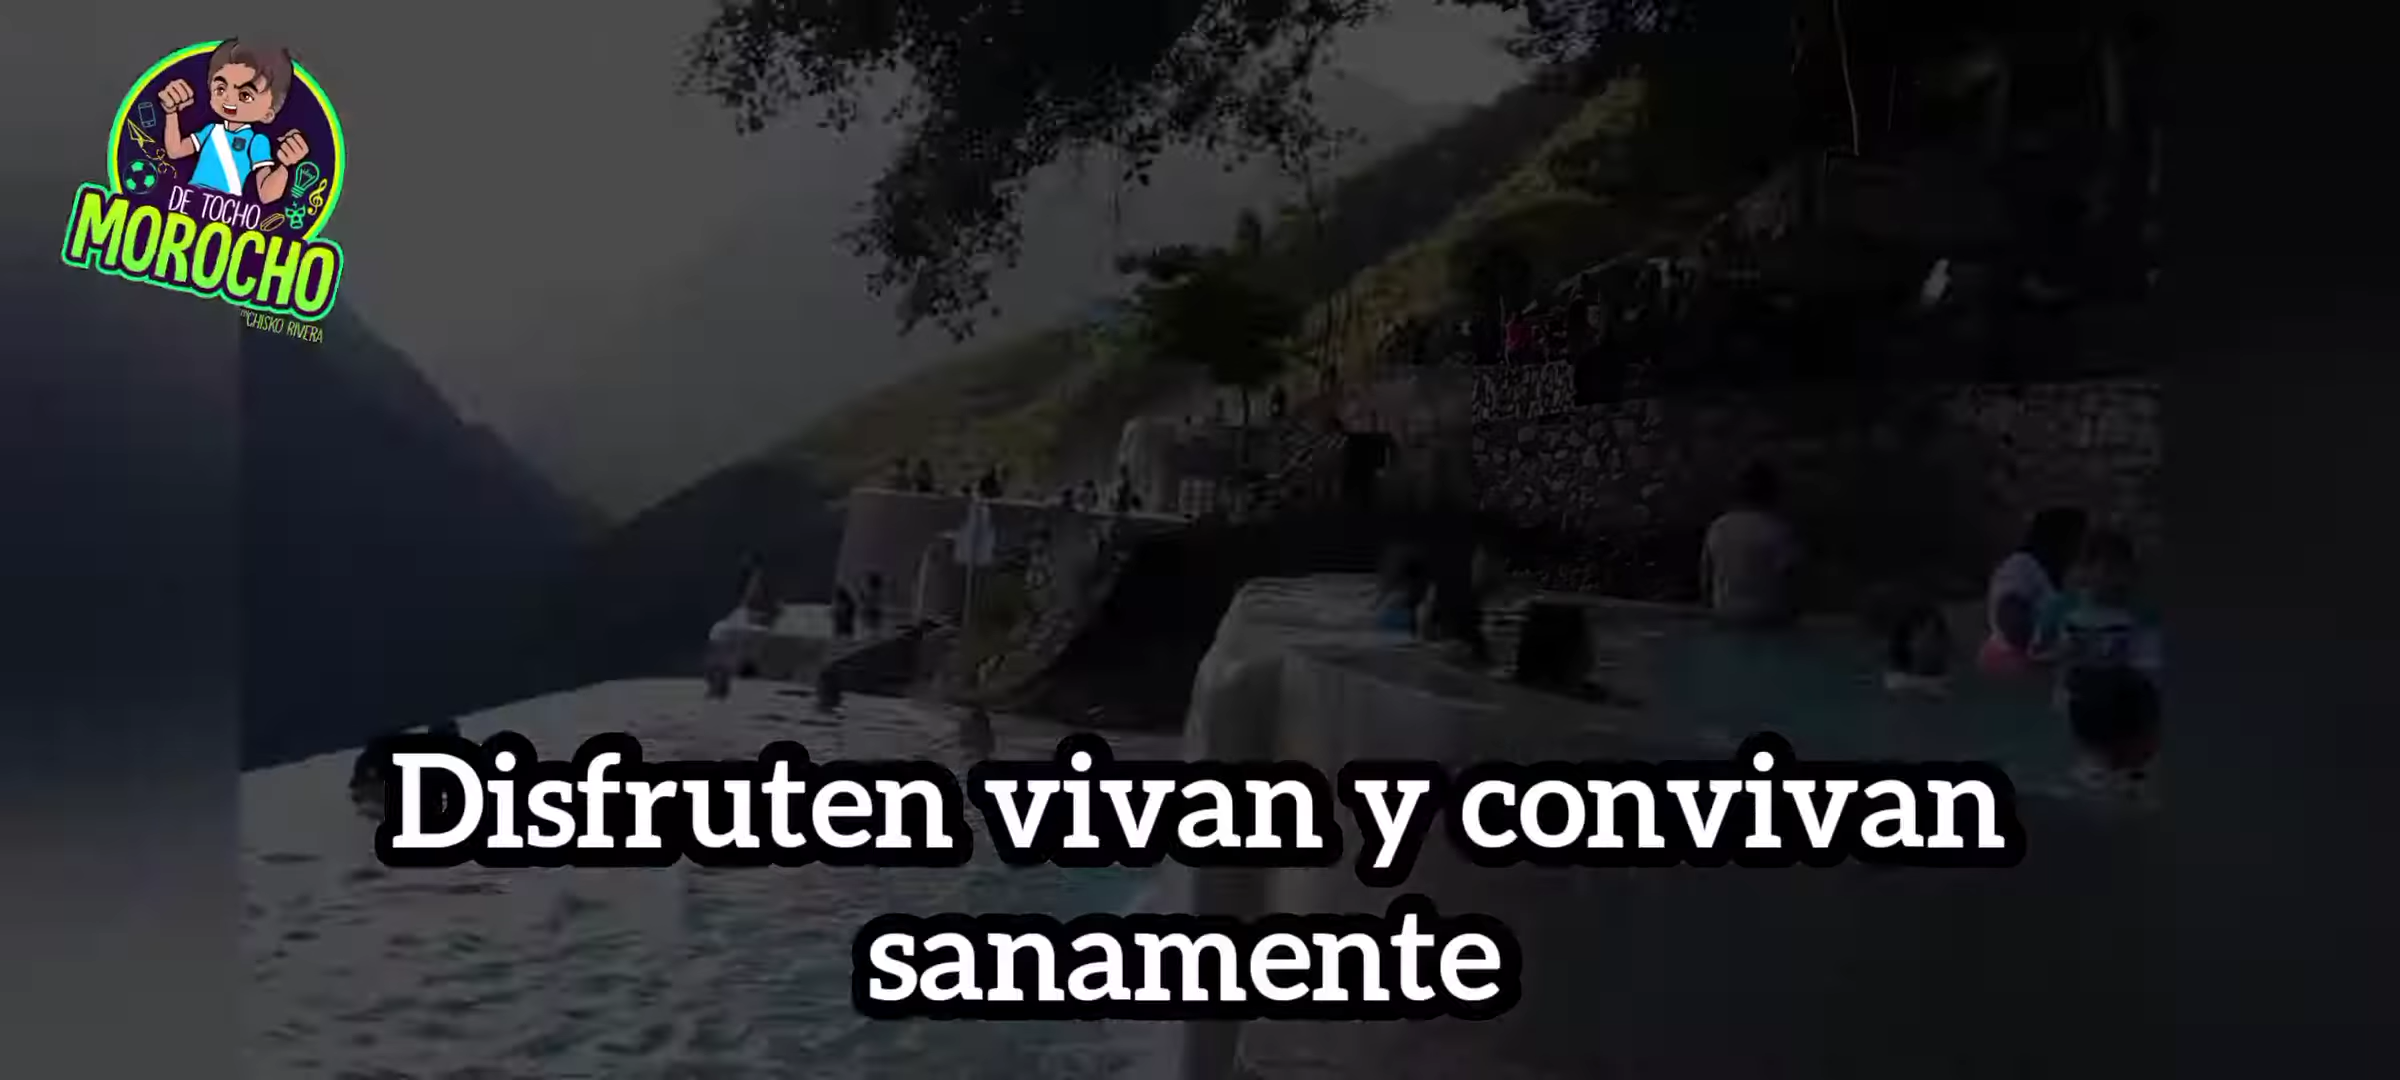 DE TOCHO
MOROCHO
CHISKO RIVERA
Disfruten vivan y convivan
sanamente